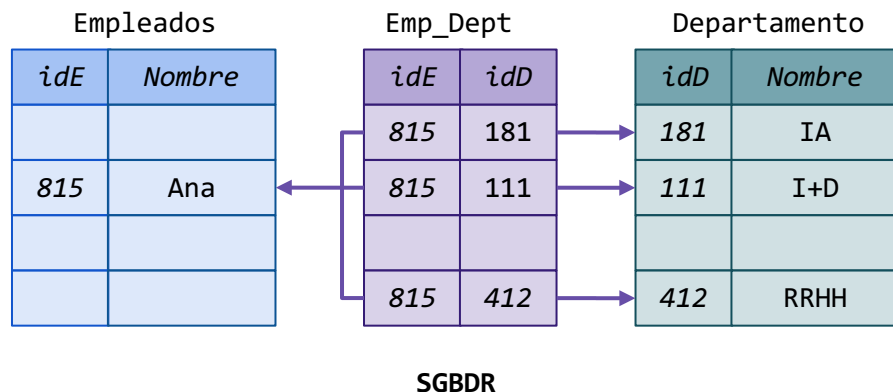 Empleados Emp_Dept Departamento
idE Nombre idE idD idD Nombre
815 181 181 IA
815 Ana 815 111 111 I+D
815 412 412 RRHH
SGBDR